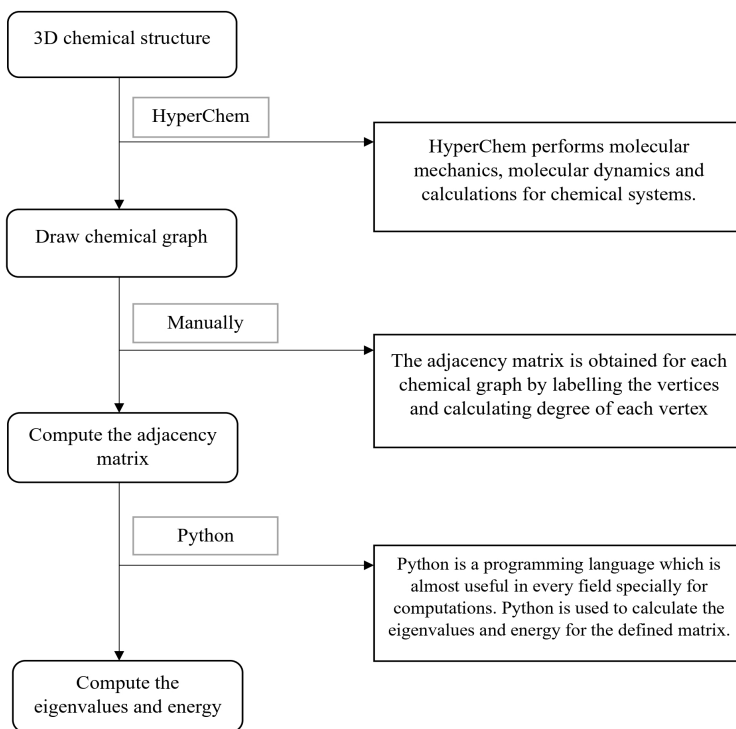 3D chemical structure
HyperChem
HyperChem performs molecular
mechanics, molecular dynamics and
calculations for chemical systems.
Draw chemical graph
Manually
The adjacency matrix is obtained for each
chemical graph by labelling the vertices
and calculating degree of each vertex
Compute the adjacency
matrix
Python
Python is a programming language which is
almost useful in every field specially for
computations. Python is used to calculate the
eigenvalues and energy for the defined matrix.
Compute the
eigenvalues and energy